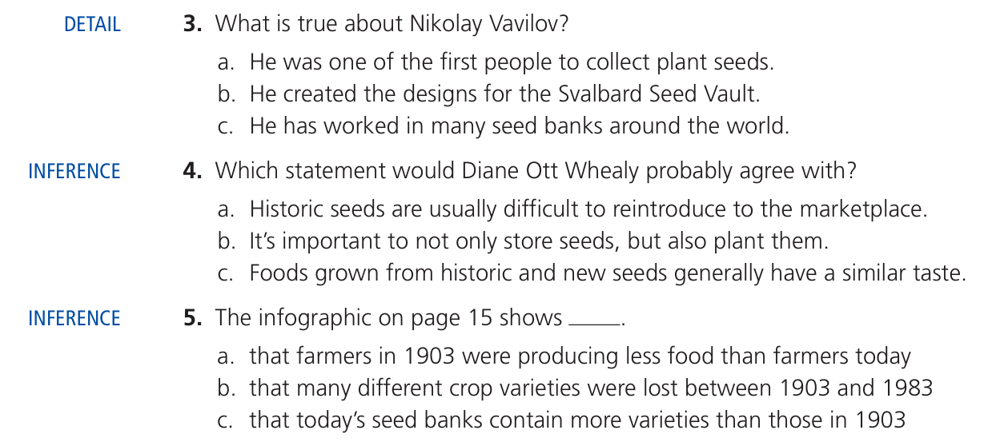 DETAIL 3. What is true about Nikolay Vavilov?
a. He was one of the first people to collect plant seeds.
b. He created the designs for the Svalbard Seed Vault.
c. He has worked in many seed banks around the world.
INFERENCE 4. Which statement would Diane Ott Whealy probably agree with?
a. Historic seeds are usually difficult to reintroduce to the marketplace.
b. It’s important to not only store seeds, but also plant them.
c. Foods grown from historic and new seeds generally have a similar taste.
INFERENCE 5. The infographic on page 15 shows _____.
a. that farmers in 1903 were producing less food than farmers today
b. that many different crop varieties were lost between 1903 and 1983
c. that today’s seed banks contain more varieties than those in 1903